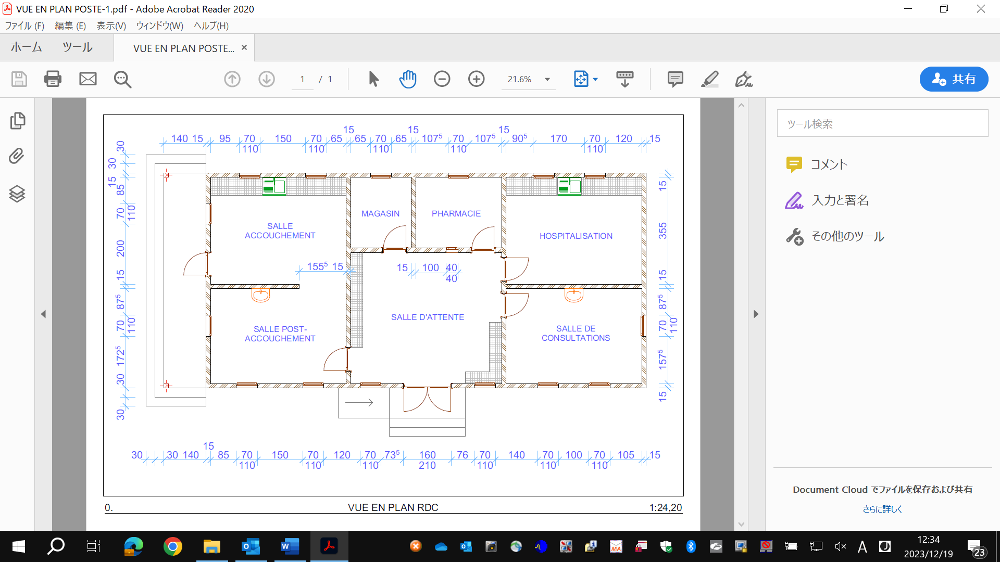 VUE EN PLAN POSTE-1.pdf - Adobe Acrobat Reader 2020
ファイル (F) 編集 (E) 表示(V) ウィンドウ(W) ヘルプ(H)
ホーム ツール VUE EN PLAN POSTE... ×
1 / 1 21.6% 共有
ツール検索
コメント
入力と署名
その他のツール
Document Cloud でファイルを保存および共有
さらに詳しく
15 15 15
140 15 95 70 150 70 65 65 70 65 107⁵ 70 107⁵ 90⁵ 170 70 120 15
110 110 110 110 110
30
30
15
85
70
110
200
15
87⁵
70
110
172⁵
30
30
MAGASIN
PHARMACIE
SALLE
ACCOUCHEMENT
HOSPITALISATION
155⁵ 15
15 100 40
40
SALLE D'ATTENTE
SALLE POST-
ACCOUCHEMENT
SALLE DE
CONSULTATIONS
15
355
15
87⁵
70
110
157⁵
15
15
30 30 140 85 70 150 70 120 70 73⁵ 160 76 70 140 70 100 70 105 15
110 110 110 210 110 110 110
0. VUE EN PLAN RDC 1:24,20
MA
A
J
12:34
2023/12/19
23